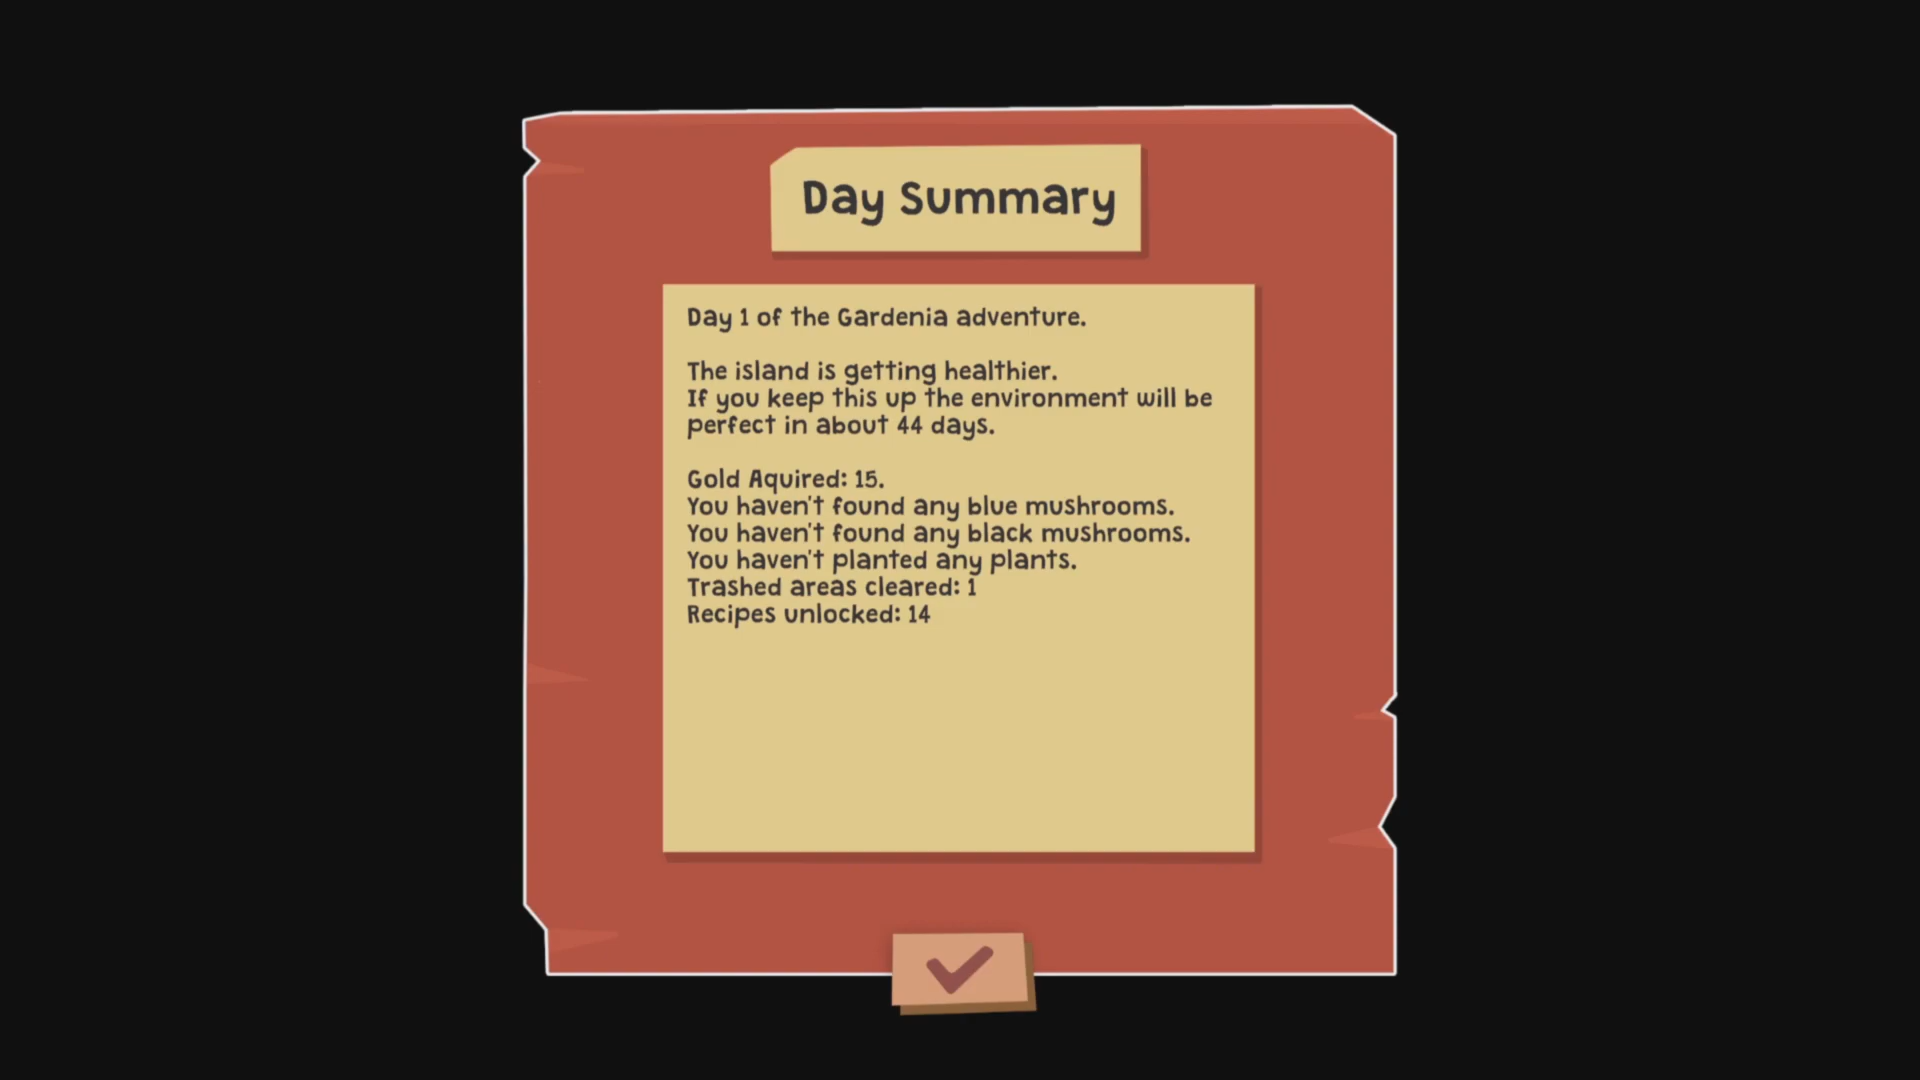 Day Summary
Day 1 of the Gardenia adventure.
The island is getting healthier.
If you keep this up the environment will be
perfect in about 44 days.
Gold Aquired: 15.
You haven't found any blue mushrooms.
You haven't found any black mushrooms.
You haven't planted any plants.
Trashed areas cleared: 1
Recipes unlocked: 14